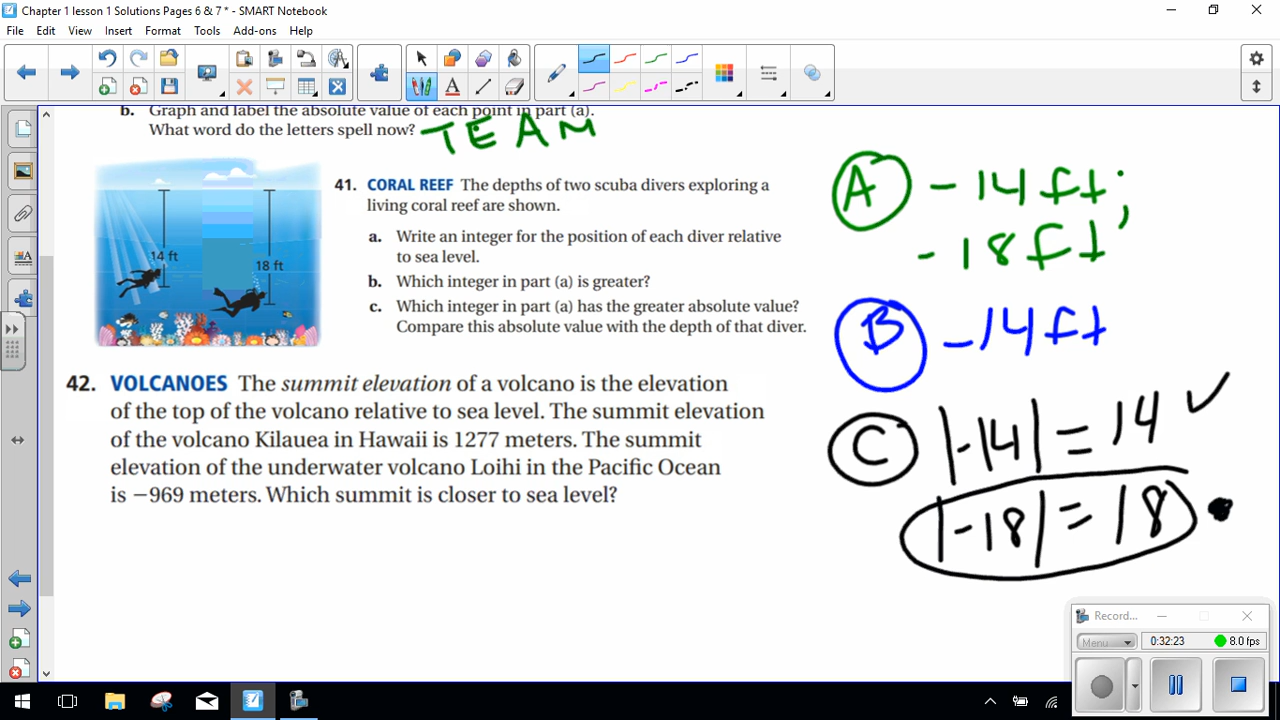 Chapter 1 lesson 1 Solutions Pages 6 & 7 * - SMART Notebook
File Edit View Insert Format Tools Add-ons Help
b. Graph and label the absolute value of each point in part (a).
What word do the letters spell now? TEAM
41. CORAL REEF The depths of two scuba divers exploring a
living coral reef are shown.
a. Write an integer for the position of each diver relative
to sea level.
b. Which integer in part (a) is greater?
c. Which integer in part (a) has the greater absolute value?
Compare this absolute value with the depth of that diver.
14 ft
18 ft
42. VOLCANOES The summit elevation of a volcano is the elevation
of the top of the volcano relative to sea level. The summit elevation
of the volcano Kilauea in Hawaii is 1277 meters. The summit
elevation of the underwater volcano Loihi in the Pacific Ocean
is −969 meters. Which summit is closer to sea level?
A -14ft;
-18ft
B -14ft
C |-14| = 14 ✓
|-18| = 18
Record...
Menu 0:32:23 8.0 fps